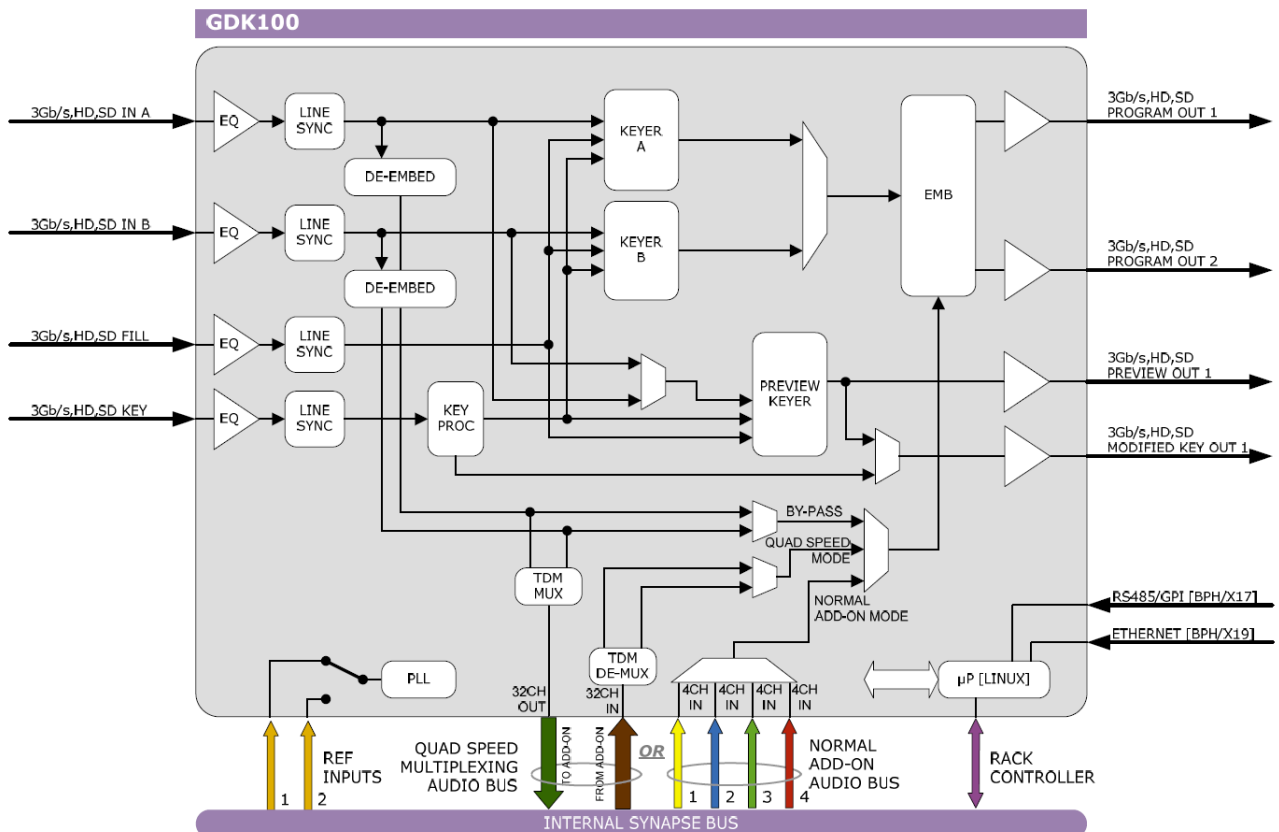 GDK100
3Gb/s,HD,SD IN A
EQ
LINE
SYNC
DE-EMBED
KEYER
A
EMB
3Gb/s,HD,SD
PROGRAM OUT 1
3Gb/s,HD,SD IN B
EQ
LINE
SYNC
DE-EMBED
KEYER
B
3Gb/s,HD,SD
PROGRAM OUT 2
3Gb/s,HD,SD FILL
EQ
LINE
SYNC
PREVIEW
KEYER
3Gb/s,HD,SD
PREVIEW OUT 1
3Gb/s,HD,SD KEY
EQ
LINE
SYNC
KEY
PROC
3Gb/s,HD,SD
MODIFIED KEY OUT 1
BY-PASS
QUAD SPEED
MODE
NORMAL
ADD-ON MODE
TDM
MUX
TDM
DE-MUX
RS485/GPI [BPH/X17]
ETHERNET [BPH/X19]
PLL
µP [LINUX]
32CH
OUT
32CH
IN
4CH
IN
4CH
IN
4CH
IN
4CH
IN
REF
INPUTS
1
2
QUAD SPEED
MULTIPLEXING
AUDIO BUS
TO ADD-ON
FROM ADD-ON
OR
1
2
3
4
NORMAL
ADD-ON
AUDIO BUS
RACK
CONTROLLER
INTERNAL SYNAPSE BUS